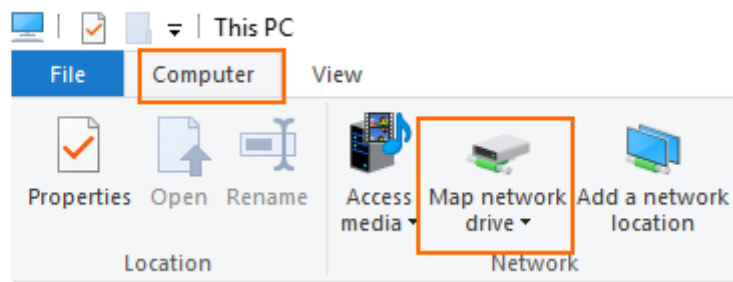 This PC
File Computer View
Properties Open Rename Access media Map network drive Add a network location
Location Network